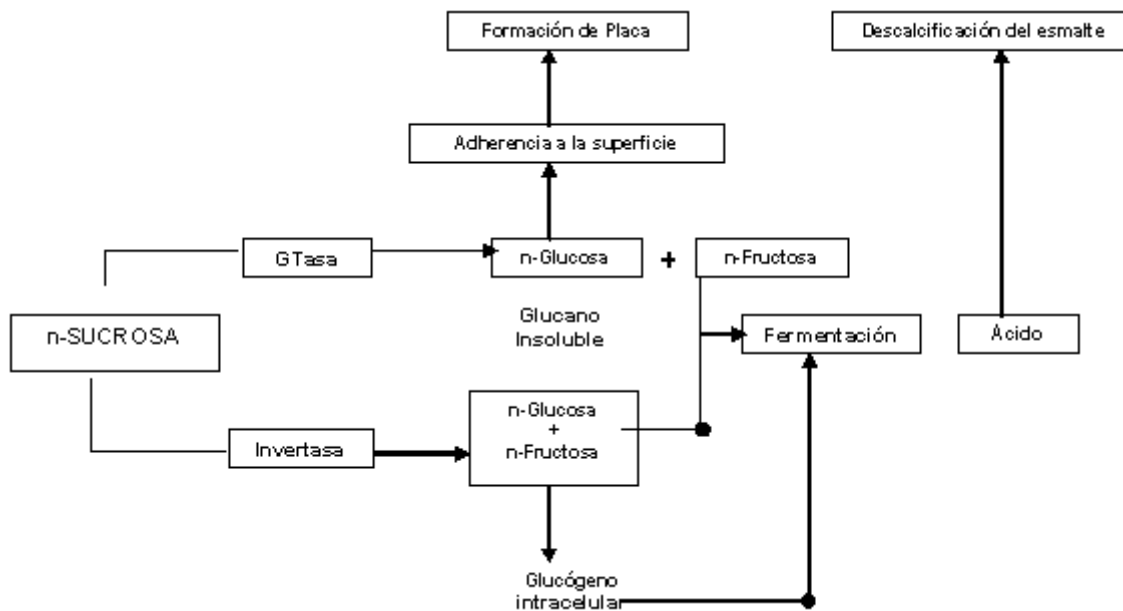 Formación de Placa
Descalcificación del esmalte
Adherencia a la superficie
GTasa
n-Glucosa
+
n-Fructosa
n-SUCROSA
Glucano
Insoluble
Fermentación
Acido
n-Glucosa
+
n-Fructosa
Invertasa
Glucógeno
intracelular